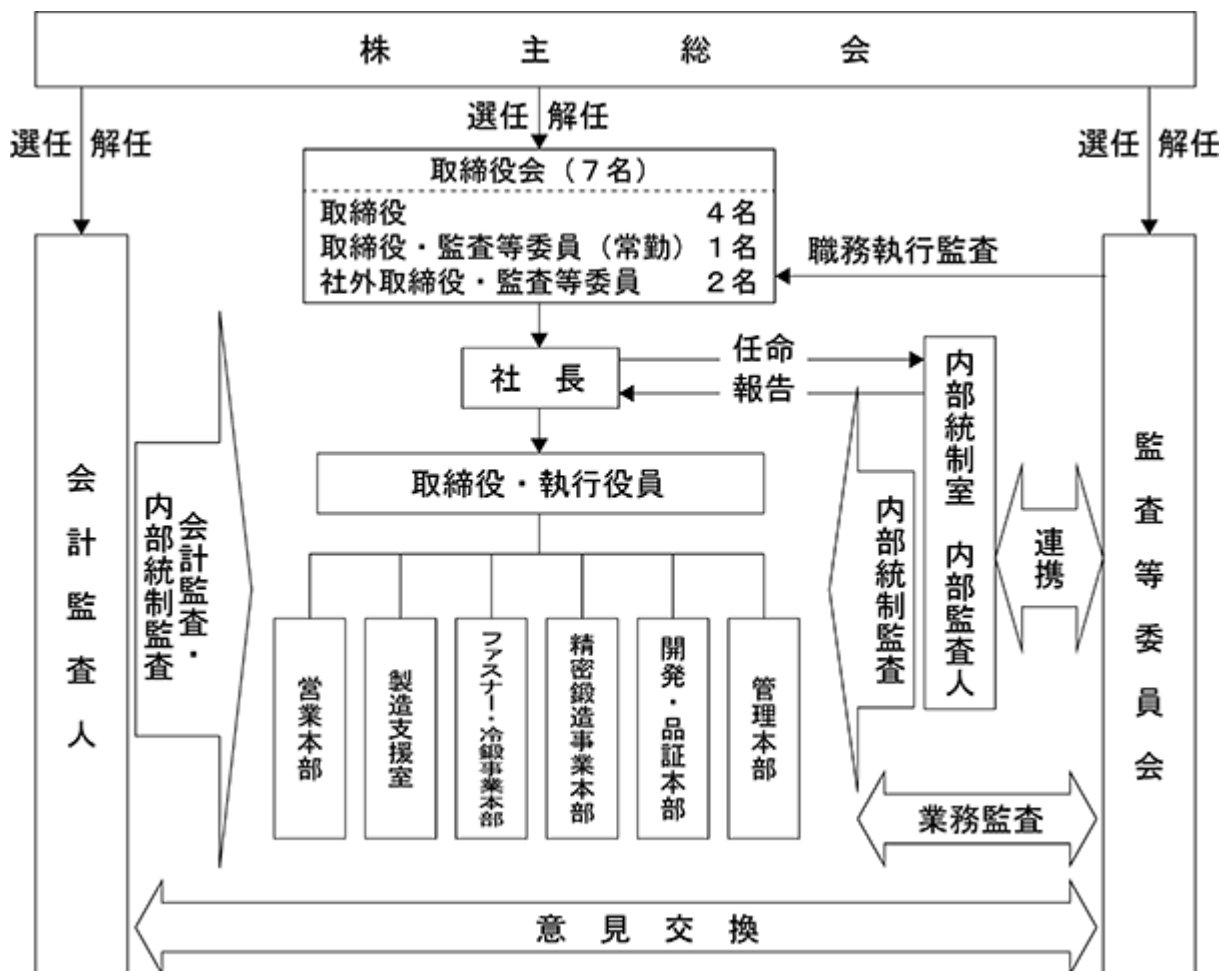 株主総会
選任 解任
選任 解任
選任 解任
取締役会（７名）
取締役 ４名
取締役・監査等委員（常勤）１名
社外取締役・監査等委員 ２名
職務執行監査
社長
任命
報告
取締役・執行役員
会計監査人
会計監査・
内部統制監査
営業本部
製造支援室
ファスナー・冷鍛事業本部
精密鍛造事業本部
開発・品証本部
管理本部
内部統制監査
内部統制室 内部監査人
連携
監査等委員会
業務監査
意見交換